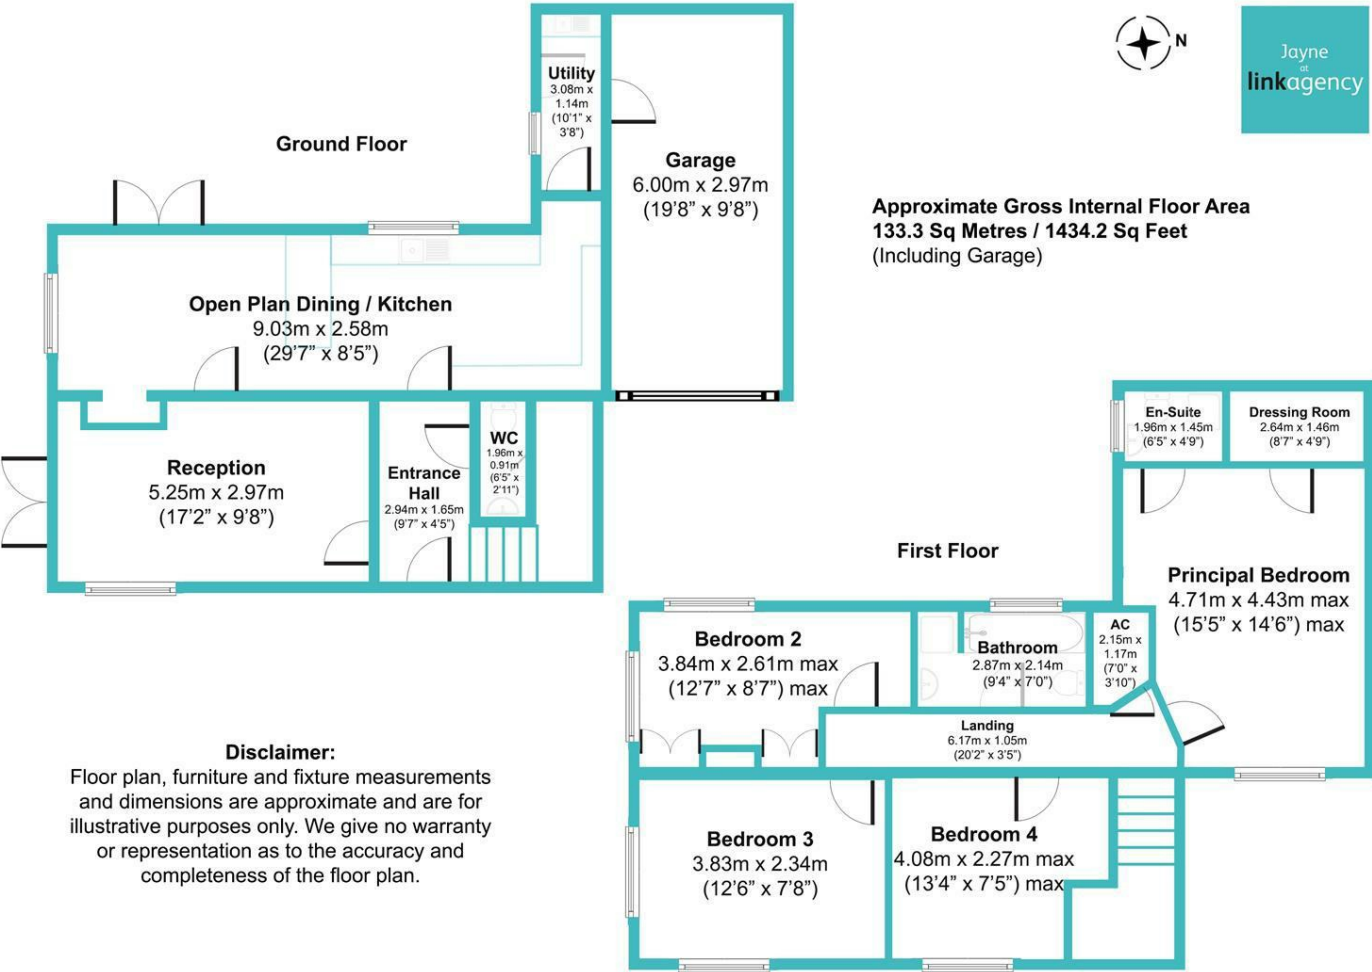 N
Jayne
at
linkagency
Ground Floor
Utility
3.08m x
1.14m
(10'1" x
3'8")
Garage
6.00m x 2.97m
(19'8" x 9'8")
Approximate Gross Internal Floor Area
133.3 Sq Metres / 1434.2 Sq Feet
(Including Garage)
Open Plan Dining / Kitchen
9.03m x 2.58m
(29'7" x 8'5")
Reception
5.25m x 2.97m
(17'2" x 9'8")
Entrance
Hall
2.94m x 1.65m
(9'7" x 4'5")
WC
1.96m x
0.91m
(6'5" x
2'11")
En-Suite
1.96m x 1.45m
(6'5" x 4'9")
Dressing Room
2.64m x 1.46m
(8'7" x 4'9")
First Floor
Principal Bedroom
4.71m x 4.43m max
(15'5" x 14'6") max
Bedroom 2
3.84m x 2.61m max
(12'7" x 8'7") max
Bathroom
2.87m x 2.14m
(9'4" x 7'0")
AC
2.15m x
1.17m
(7'0" x
3'10")
Landing
6.17m x 1.05m
(20'2" x 3'5")
Bedroom 3
3.83m x 2.34m
(12'6" x 7'8")
Bedroom 4
4.08m x 2.27m max
(13'4" x 7'5") max
Disclaimer:
Floor plan, furniture and fixture measurements
and dimensions are approximate and are for
illustrative purposes only. We give no warranty
or representation as to the accuracy and
completeness of the floor plan.